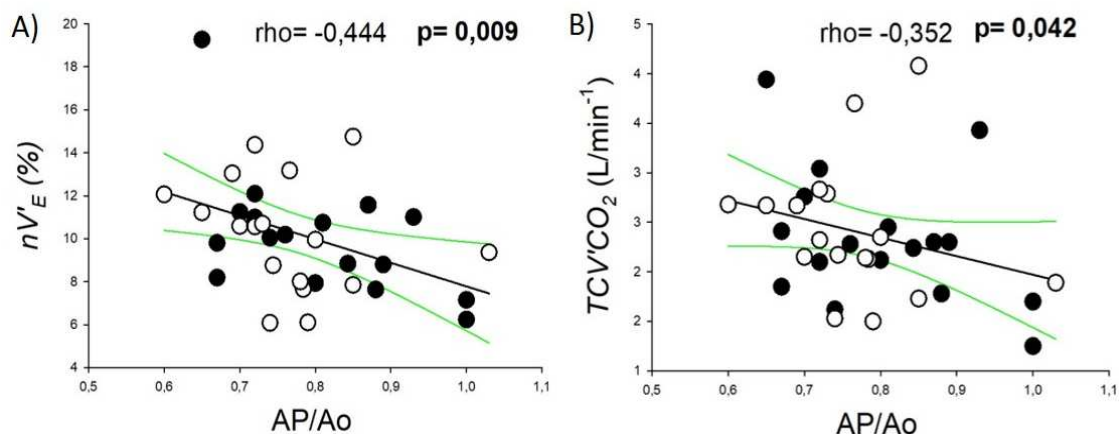 A)
rho= -0,444 p= 0,009
nV'E (%)
20
18
16
14
12
10
8
6
4
0,5 0,6 0,7 0,8 0,9 1,0 1,1
AP/Ao
B)
rho= -0,352 p= 0,042
TCV'CO2 (L/min-1)
5
4
4
3
3
2
2
1
0,5 0,6 0,7 0,8 0,9 1,0 1,1
AP/Ao